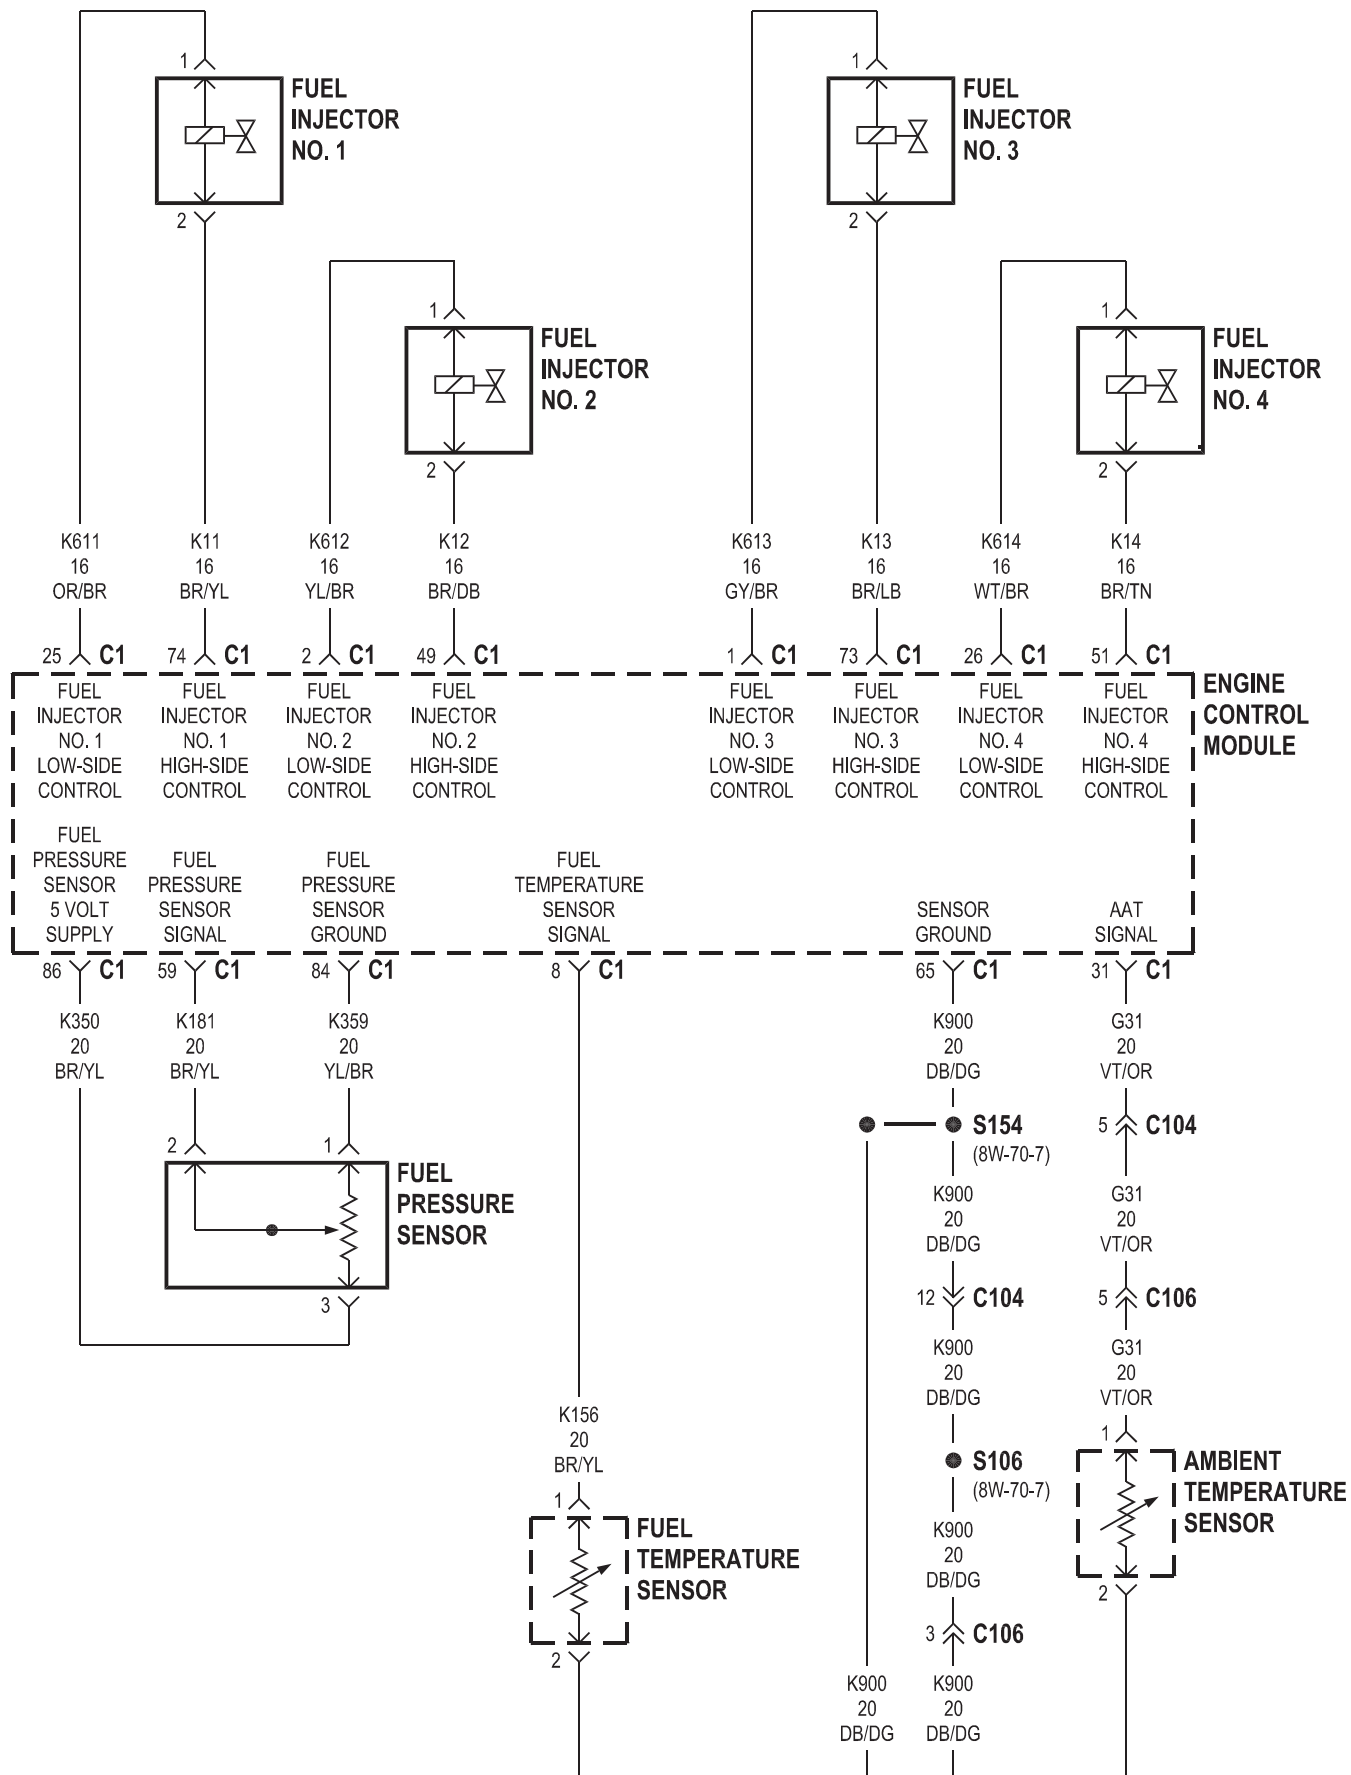 1
FUEL
INJECTOR
NO. 1
2
1
FUEL
INJECTOR
NO. 3
2
1
FUEL
INJECTOR
NO. 2
2
1
FUEL
INJECTOR
NO. 4
2
K611
16
OR/BR
K11
16
BR/YL
K612
16
YL/BR
K12
16
BR/DB
K613
16
GY/BR
K13
16
BR/LB
K614
16
WT/BR
K14
16
BR/TN
25 C1
74 C1
2 C1
49 C1
1 C1
73 C1
26 C1
51 C1
ENGINE
CONTROL
MODULE
FUEL
INJECTOR
NO. 1
LOW-SIDE
CONTROL
FUEL
INJECTOR
NO. 1
HIGH-SIDE
CONTROL
FUEL
INJECTOR
NO. 2
LOW-SIDE
CONTROL
FUEL
INJECTOR
NO. 2
HIGH-SIDE
CONTROL
FUEL
INJECTOR
NO. 3
LOW-SIDE
CONTROL
FUEL
INJECTOR
NO. 3
HIGH-SIDE
CONTROL
FUEL
INJECTOR
NO. 4
LOW-SIDE
CONTROL
FUEL
INJECTOR
NO. 4
HIGH-SIDE
CONTROL
FUEL
PRESSURE
SENSOR
5 VOLT
SUPPLY
FUEL
PRESSURE
SENSOR
SIGNAL
FUEL
PRESSURE
SENSOR
GROUND
FUEL
TEMPERATURE
SENSOR
SIGNAL
SENSOR
GROUND
AAT
SIGNAL
86
59 C1
84 C1
8 C1
65 C1
31 C1
K350
20
BR/YL
K181
20
BR/YL
K359
20
YL/BR
K900
20
DB/DG
G31
20
VT/OR
S154
(8W-70-7)
5 C104
2
1
FUEL
PRESSURE
SENSOR
3
K900
20
DB/DG
G31
20
VT/OR
12 C104
5 C106
K900
20
DB/DG
G31
20
VT/OR
K156
20
BR/YL
1
FUEL
TEMPERATURE
SENSOR
2
S106
(8W-70-7)
1
AMBIENT
TEMPERATURE
SENSOR
2
K900
20
DB/DG
3 C106
K900
20
DB/DG
K900
20
DB/DG